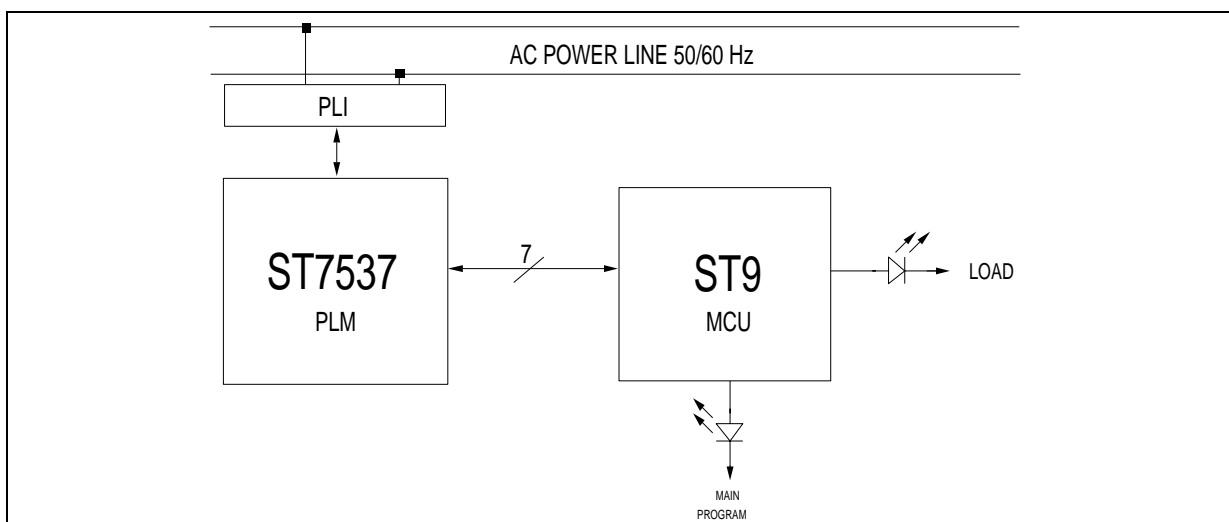 AC POWER LINE 50/60 Hz
PLI
ST7537
PLM
7
ST9
MCU
LOAD
MAIN
PROGRAM